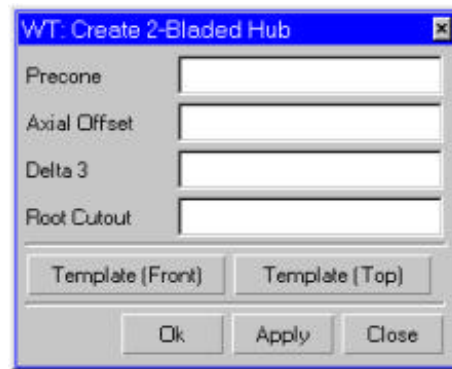 WT: Create 2-Bladed Hub
Precone
Axial Offset
Delta 3
Root Cutout
Template (Front) Template (Top)
Ok Apply Close